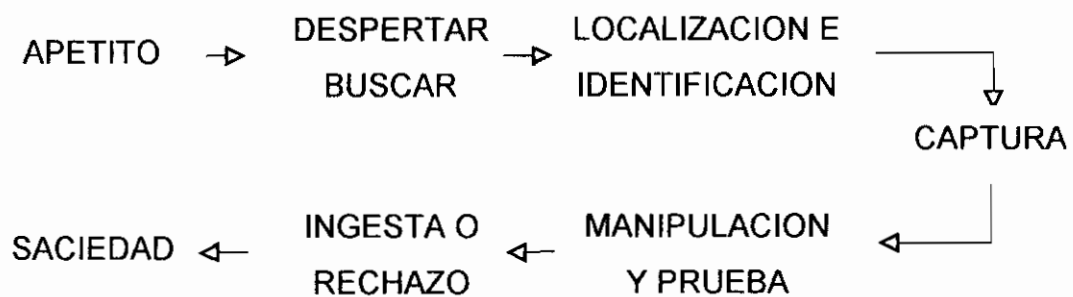 APETITO
DESPERTAR
BUSCAR
LOCALIZACION E
IDENTIFICACION
CAPTURA
MANIPULACION
Y PRUEBA
INGESTA O
RECHAZO
SACIEDAD